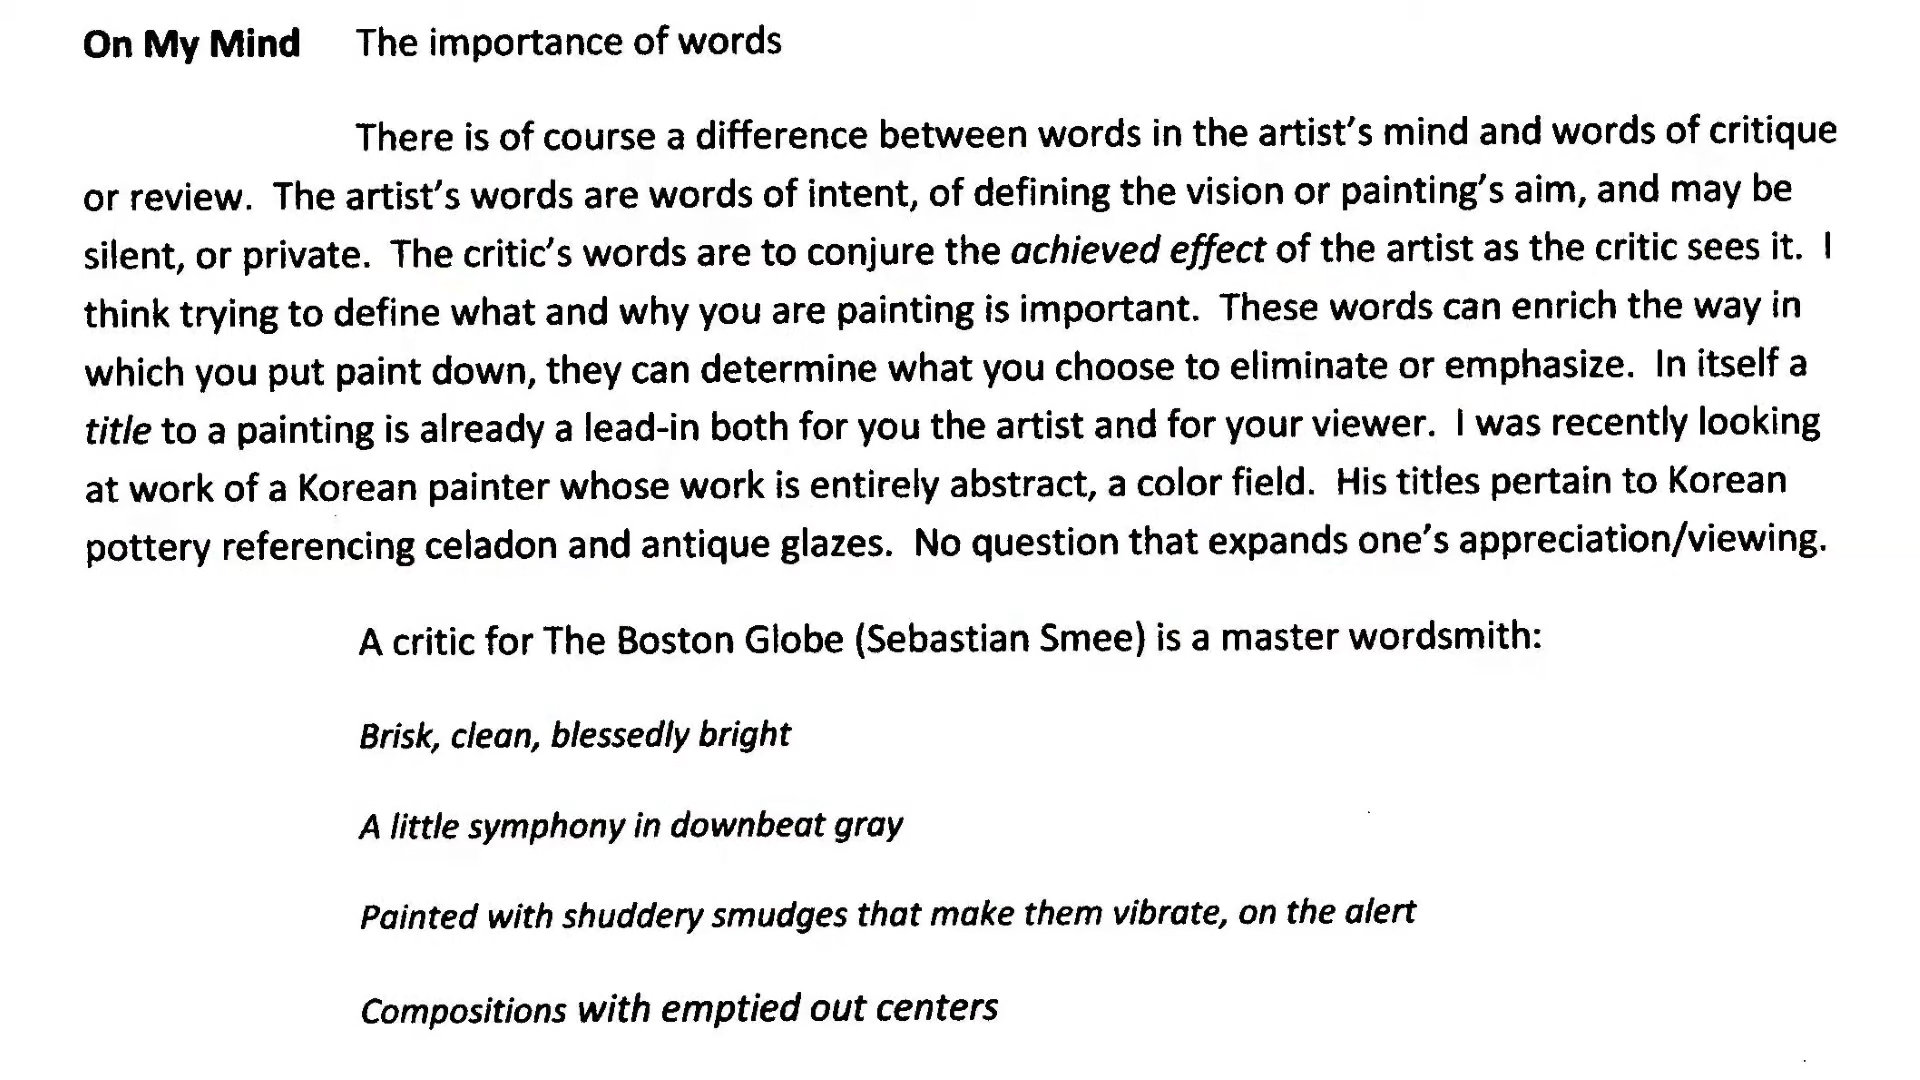 On My Mind The importance of words
There is of course a difference between words in the artist's mind and words of critique
or review. The artist's words are words of intent, of defining the vision or painting's aim, and may be
silent, or private. The critic's words are to conjure the achieved effect of the artist as the critic sees it. I
think trying to define what and why you are painting is important. These words can enrich the way in
which you put paint down, they can determine what you choose to eliminate or emphasize. In itself a
title to a painting is already a lead-in both for you the artist and for your viewer. I was recently looking
at work of a Korean painter whose work is entirely abstract, a color field. His titles pertain to Korean
pottery referencing celadon and antique glazes. No question that expands one's appreciation/viewing.
A critic for The Boston Globe (Sebastian Smee) is a master wordsmith:
Brisk, clean, blessedly bright
A little symphony in downbeat gray
Painted with shuddery smudges that make them vibrate, on the alert
Compositions with emptied out centers